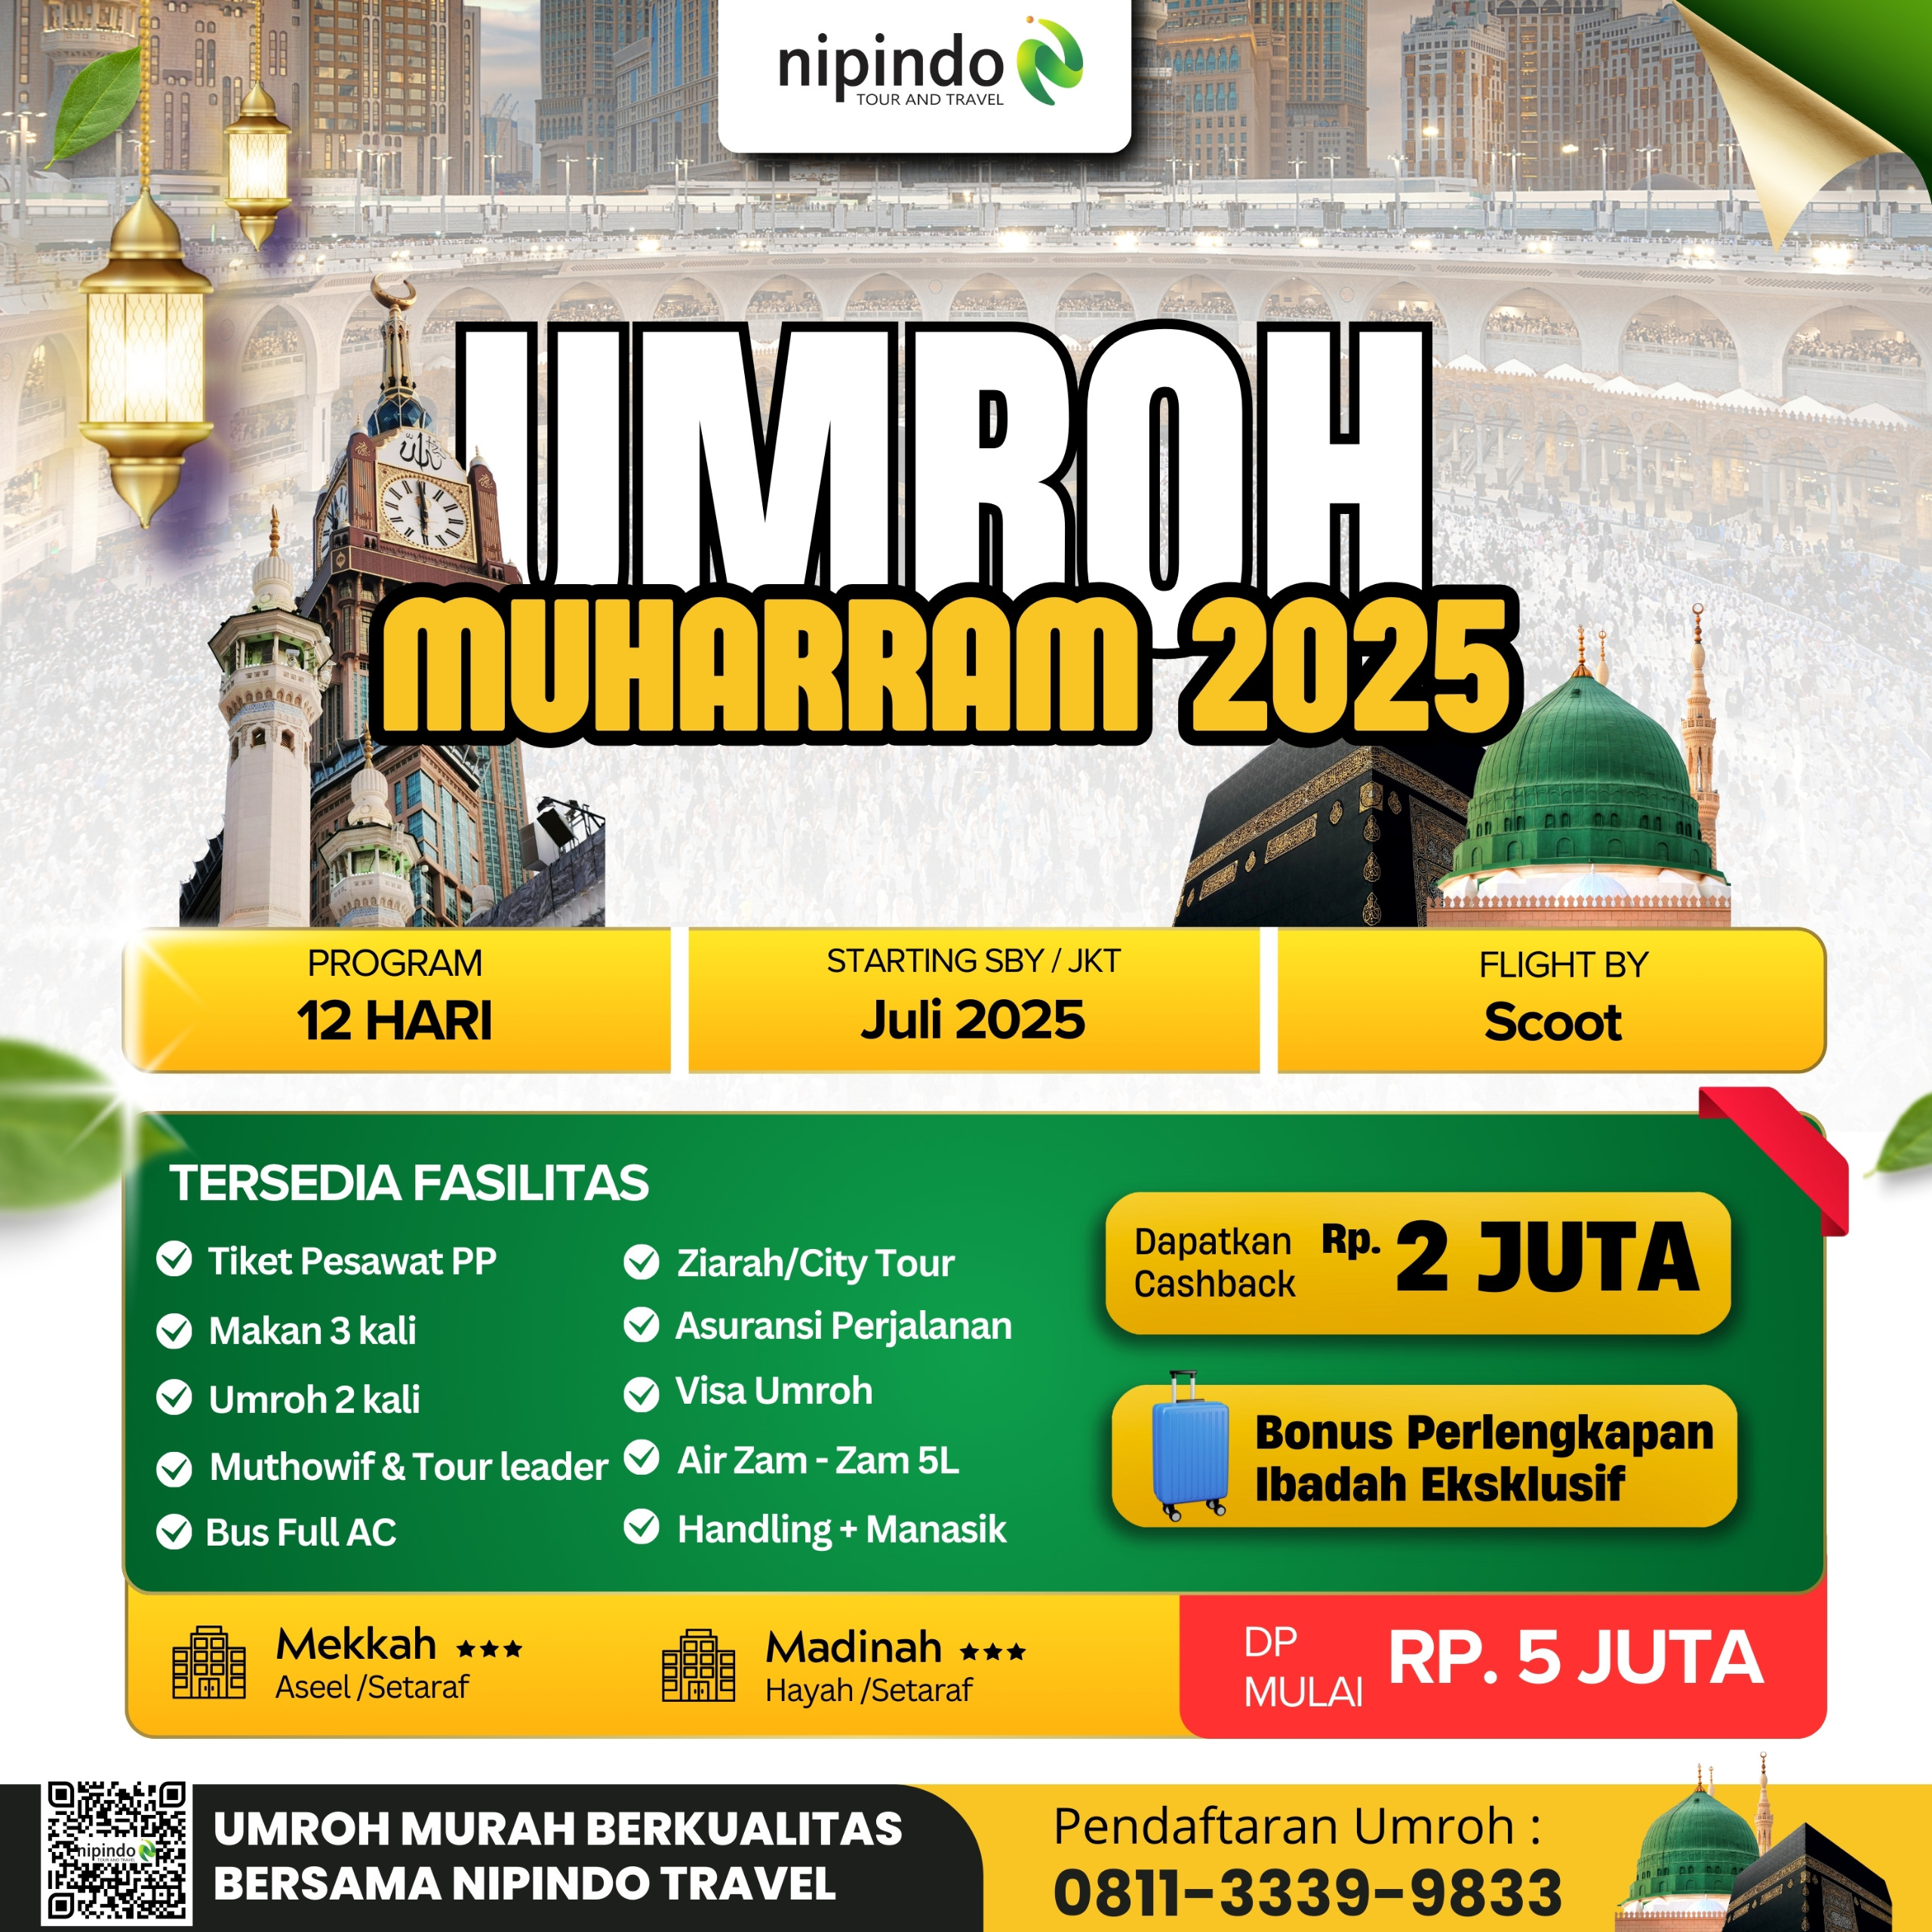 nipindo
TOUR AND TRAVEL
UMROH
MUHARRAM 2025
PROGRAM
12 HARI
STARTING SBY / JKT
Juli 2025
FLIGHT BY
Scoot
TERSEDIA FASILITAS
Tiket Pesawat PP
Makan 3 kali
Umroh 2 kali
Muthowif & Tour leader
Bus Full AC
Ziarah/City Tour
Asuransi Perjalanan
Visa Umroh
Air Zam - Zam 5L
Handling + Manasik
Dapatkan
Cashback
Rp. 2 JUTA
Bonus Perlengkapan
Ibadah Eksklusif
Mekkah ★★★
Aseel /Setaraf
Madinah ★★★
Hayah /Setaraf
DP
MULAI
RP. 5 JUTA
nipindo
UMROH MURAH BERKUALITAS
BERSAMA NIPINDO TRAVEL
Pendaftaran Umroh :
0811-3339-9833